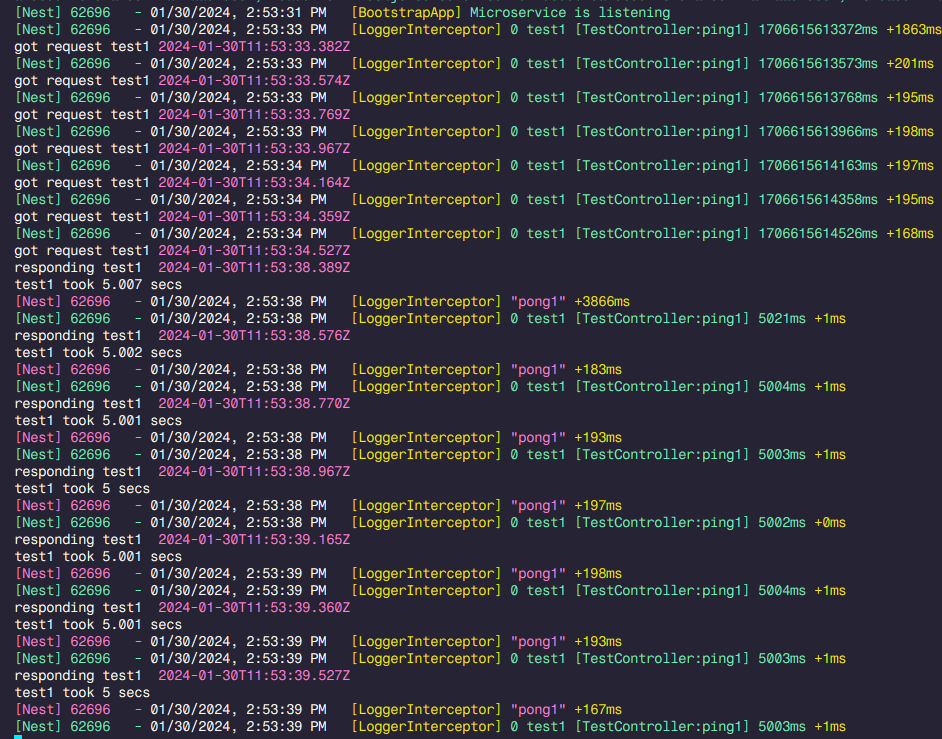 [Nest] 62696   - 01/30/2024, 2:53:31 PM   [BootstrapApp] Microservice is listening
[Nest] 62696   - 01/30/2024, 2:53:33 PM   [LoggerInterceptor] 0 test1 [TestController:ping1] 1706615613372ms +1863ms
got request test1 2024-01-30T11:53:33.382Z
[Nest] 62696   - 01/30/2024, 2:53:33 PM   [LoggerInterceptor] 0 test1 [TestController:ping1] 1706615613573ms +201ms
got request test1 2024-01-30T11:53:33.574Z
[Nest] 62696   - 01/30/2024, 2:53:33 PM   [LoggerInterceptor] 0 test1 [TestController:ping1] 1706615613768ms +195ms
got request test1 2024-01-30T11:53:33.769Z
[Nest] 62696   - 01/30/2024, 2:53:33 PM   [LoggerInterceptor] 0 test1 [TestController:ping1] 1706615613966ms +198ms
got request test1 2024-01-30T11:53:33.967Z
[Nest] 62696   - 01/30/2024, 2:53:34 PM   [LoggerInterceptor] 0 test1 [TestController:ping1] 1706615614163ms +197ms
got request test1 2024-01-30T11:53:34.164Z
[Nest] 62696   - 01/30/2024, 2:53:34 PM   [LoggerInterceptor] 0 test1 [TestController:ping1] 1706615614358ms +195ms
got request test1 2024-01-30T11:53:34.359Z
[Nest] 62696   - 01/30/2024, 2:53:34 PM   [LoggerInterceptor] 0 test1 [TestController:ping1] 1706615614526ms +168ms
got request test1 2024-01-30T11:53:34.527Z
responding test1  2024-01-30T11:53:38.389Z
test1 took 5.007 secs
[Nest] 62696   - 01/30/2024, 2:53:38 PM   [LoggerInterceptor] "pong1" +3866ms
[Nest] 62696   - 01/30/2024, 2:53:38 PM   [LoggerInterceptor] 0 test1 [TestController:ping1] 5021ms +1ms
responding test1  2024-01-30T11:53:38.576Z
test1 took 5.002 secs
[Nest] 62696   - 01/30/2024, 2:53:38 PM   [LoggerInterceptor] "pong1" +183ms
[Nest] 62696   - 01/30/2024, 2:53:38 PM   [LoggerInterceptor] 0 test1 [TestController:ping1] 5004ms +1ms
responding test1  2024-01-30T11:53:38.770Z
test1 took 5.001 secs
[Nest] 62696   - 01/30/2024, 2:53:38 PM   [LoggerInterceptor] "pong1" +193ms
[Nest] 62696   - 01/30/2024, 2:53:38 PM   [LoggerInterceptor] 0 test1 [TestController:ping1] 5003ms +1ms
responding test1  2024-01-30T11:53:38.967Z
test1 took 5 secs
[Nest] 62696   - 01/30/2024, 2:53:38 PM   [LoggerInterceptor] "pong1" +197ms
[Nest] 62696   - 01/30/2024, 2:53:38 PM   [LoggerInterceptor] 0 test1 [TestController:ping1] 5002ms +0ms
responding test1  2024-01-30T11:53:39.165Z
test1 took 5.001 secs
[Nest] 62696   - 01/30/2024, 2:53:39 PM   [LoggerInterceptor] "pong1" +198ms
[Nest] 62696   - 01/30/2024, 2:53:39 PM   [LoggerInterceptor] 0 test1 [TestController:ping1] 5004ms +1ms
responding test1  2024-01-30T11:53:39.360Z
test1 took 5.001 secs
[Nest] 62696   - 01/30/2024, 2:53:39 PM   [LoggerInterceptor] "pong1" +193ms
[Nest] 62696   - 01/30/2024, 2:53:39 PM   [LoggerInterceptor] 0 test1 [TestController:ping1] 5003ms +1ms
responding test1  2024-01-30T11:53:39.527Z
test1 took 5 secs
[Nest] 62696   - 01/30/2024, 2:53:39 PM   [LoggerInterceptor] "pong1" +167ms
[Nest] 62696   - 01/30/2024, 2:53:39 PM   [LoggerInterceptor] 0 test1 [TestController:ping1] 5003ms +1ms